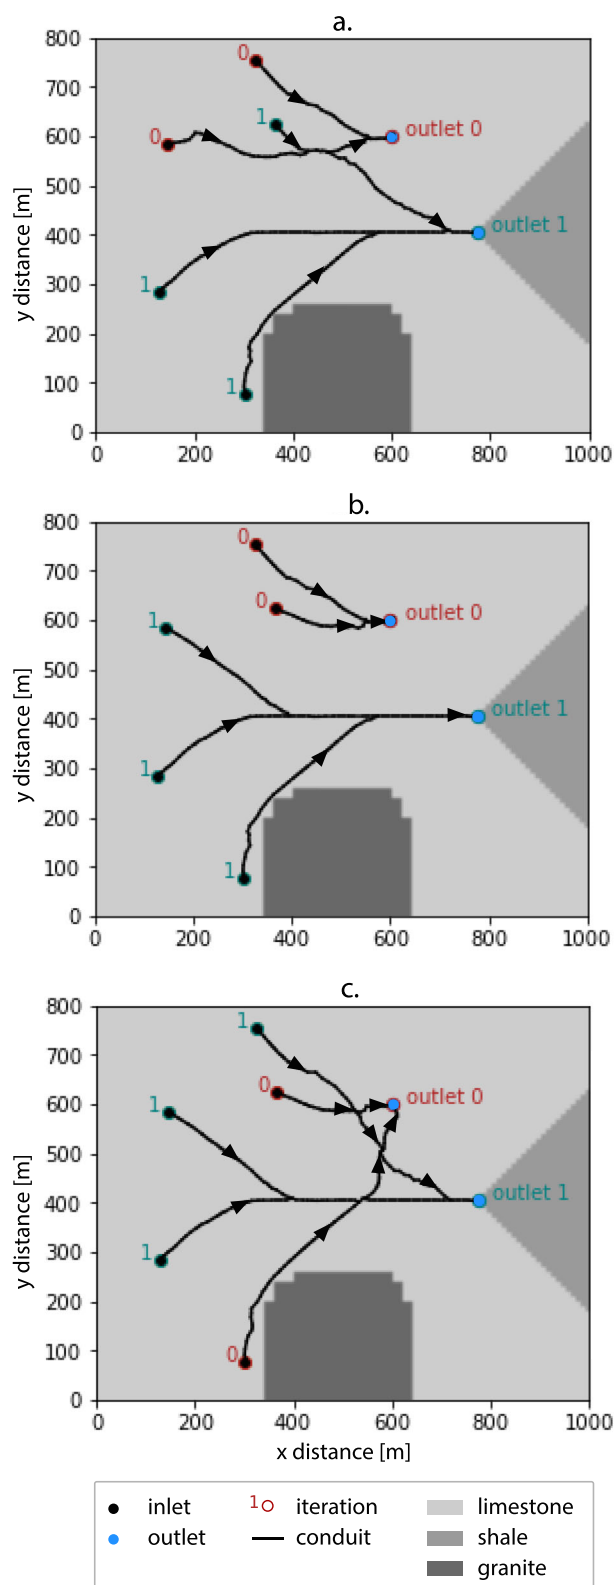 a.
800
0
700
1
outlet 0
600
0
500
y distance [m]
400
outlet 1
300
1
200
100
1
0
0 200 400 600 800 1000
b.
800
0
700
0
outlet 0
600
1
500
y distance [m]
400
outlet 1
300
1
200
1
100
0
0 200 400 600 800 1000
c.
800
1
700
0
outlet 0
600
1
500
y distance [m]
400
outlet 1
300
1
200
100
0
0
0 200 400 600 800 1000
x distance [m]
inlet 1 iteration limestone
outlet conduit shale
granite